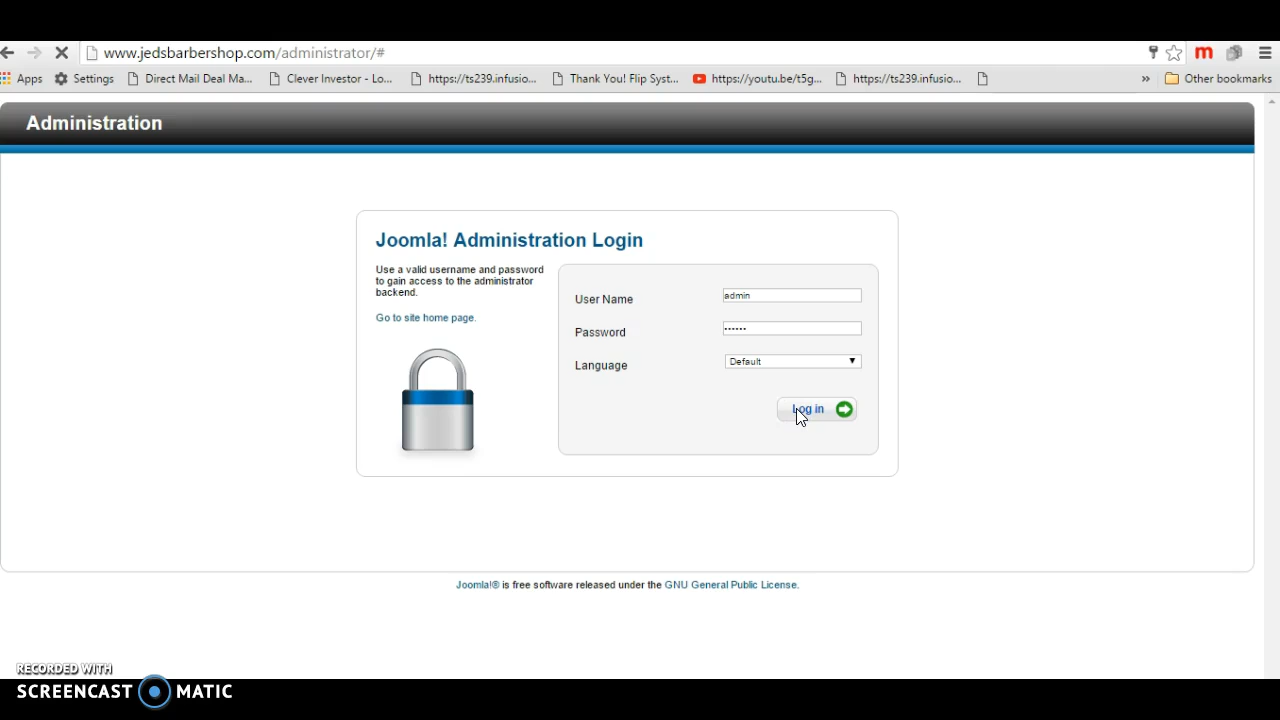 www.jedsbarbershop.com/administrator/#
Apps Settings Direct Mail Deal Ma... Clever Investor - Lo... https://ts239.infusio... Thank You! Flip Syst... https://youtu.be/t5g... https://ts239.infusio... » Other bookmarks
Administration
Joomla! Administration Login
Use a valid username and password
to gain access to the administrator
backend.
Go to site home page.
User Name admin
Password ••••••
Language Default
Log in
Joomla!® is free software released under the GNU General Public License.
RECORDED WITH
SCREENCAST MATIC